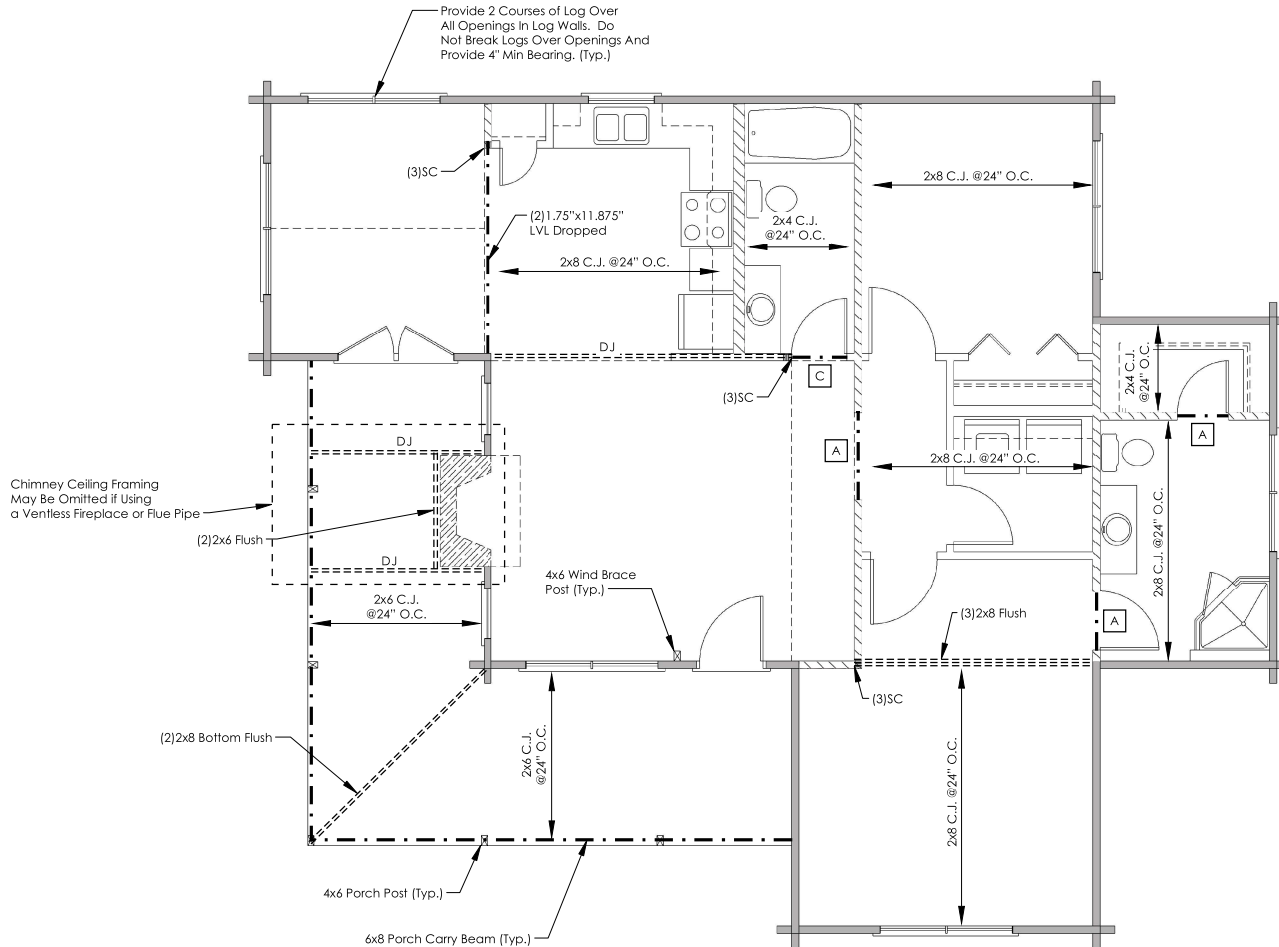 Provide 2 Courses of Log Over
All Openings In Log Walls. Do
Not Break Logs Over Openings And
Provide 4" Min Bearing. (Typ.)
(3)SC
2x8 C.J. @24" O.C.
(2)1.75"x11.875"
LVL Dropped
2x4 C.J.
@24" O.C.
2x8 C.J. @24" O.C.
DJ
C
(3)SC
2x4 C.J.
@24" O.C.
A
A
DJ
2x8 C.J. @24" O.C.
Chimney Ceiling Framing
May Be Omitted if Using
a Ventless Fireplace or Flue Pipe
(2)2x6 Flush
DJ
2x8 C.J. @24" O.C.
4x6 Wind Brace
Post (Typ.)
2x6 C.J.
@24" O.C.
(3)2x8 Flush
A
(3)SC
(2)2x8 Bottom Flush
2x6 C.J.
@24" O.C.
2x8 C.J. @24" O.C.
4x6 Porch Post (Typ.)
6x8 Porch Carry Beam (Typ.)